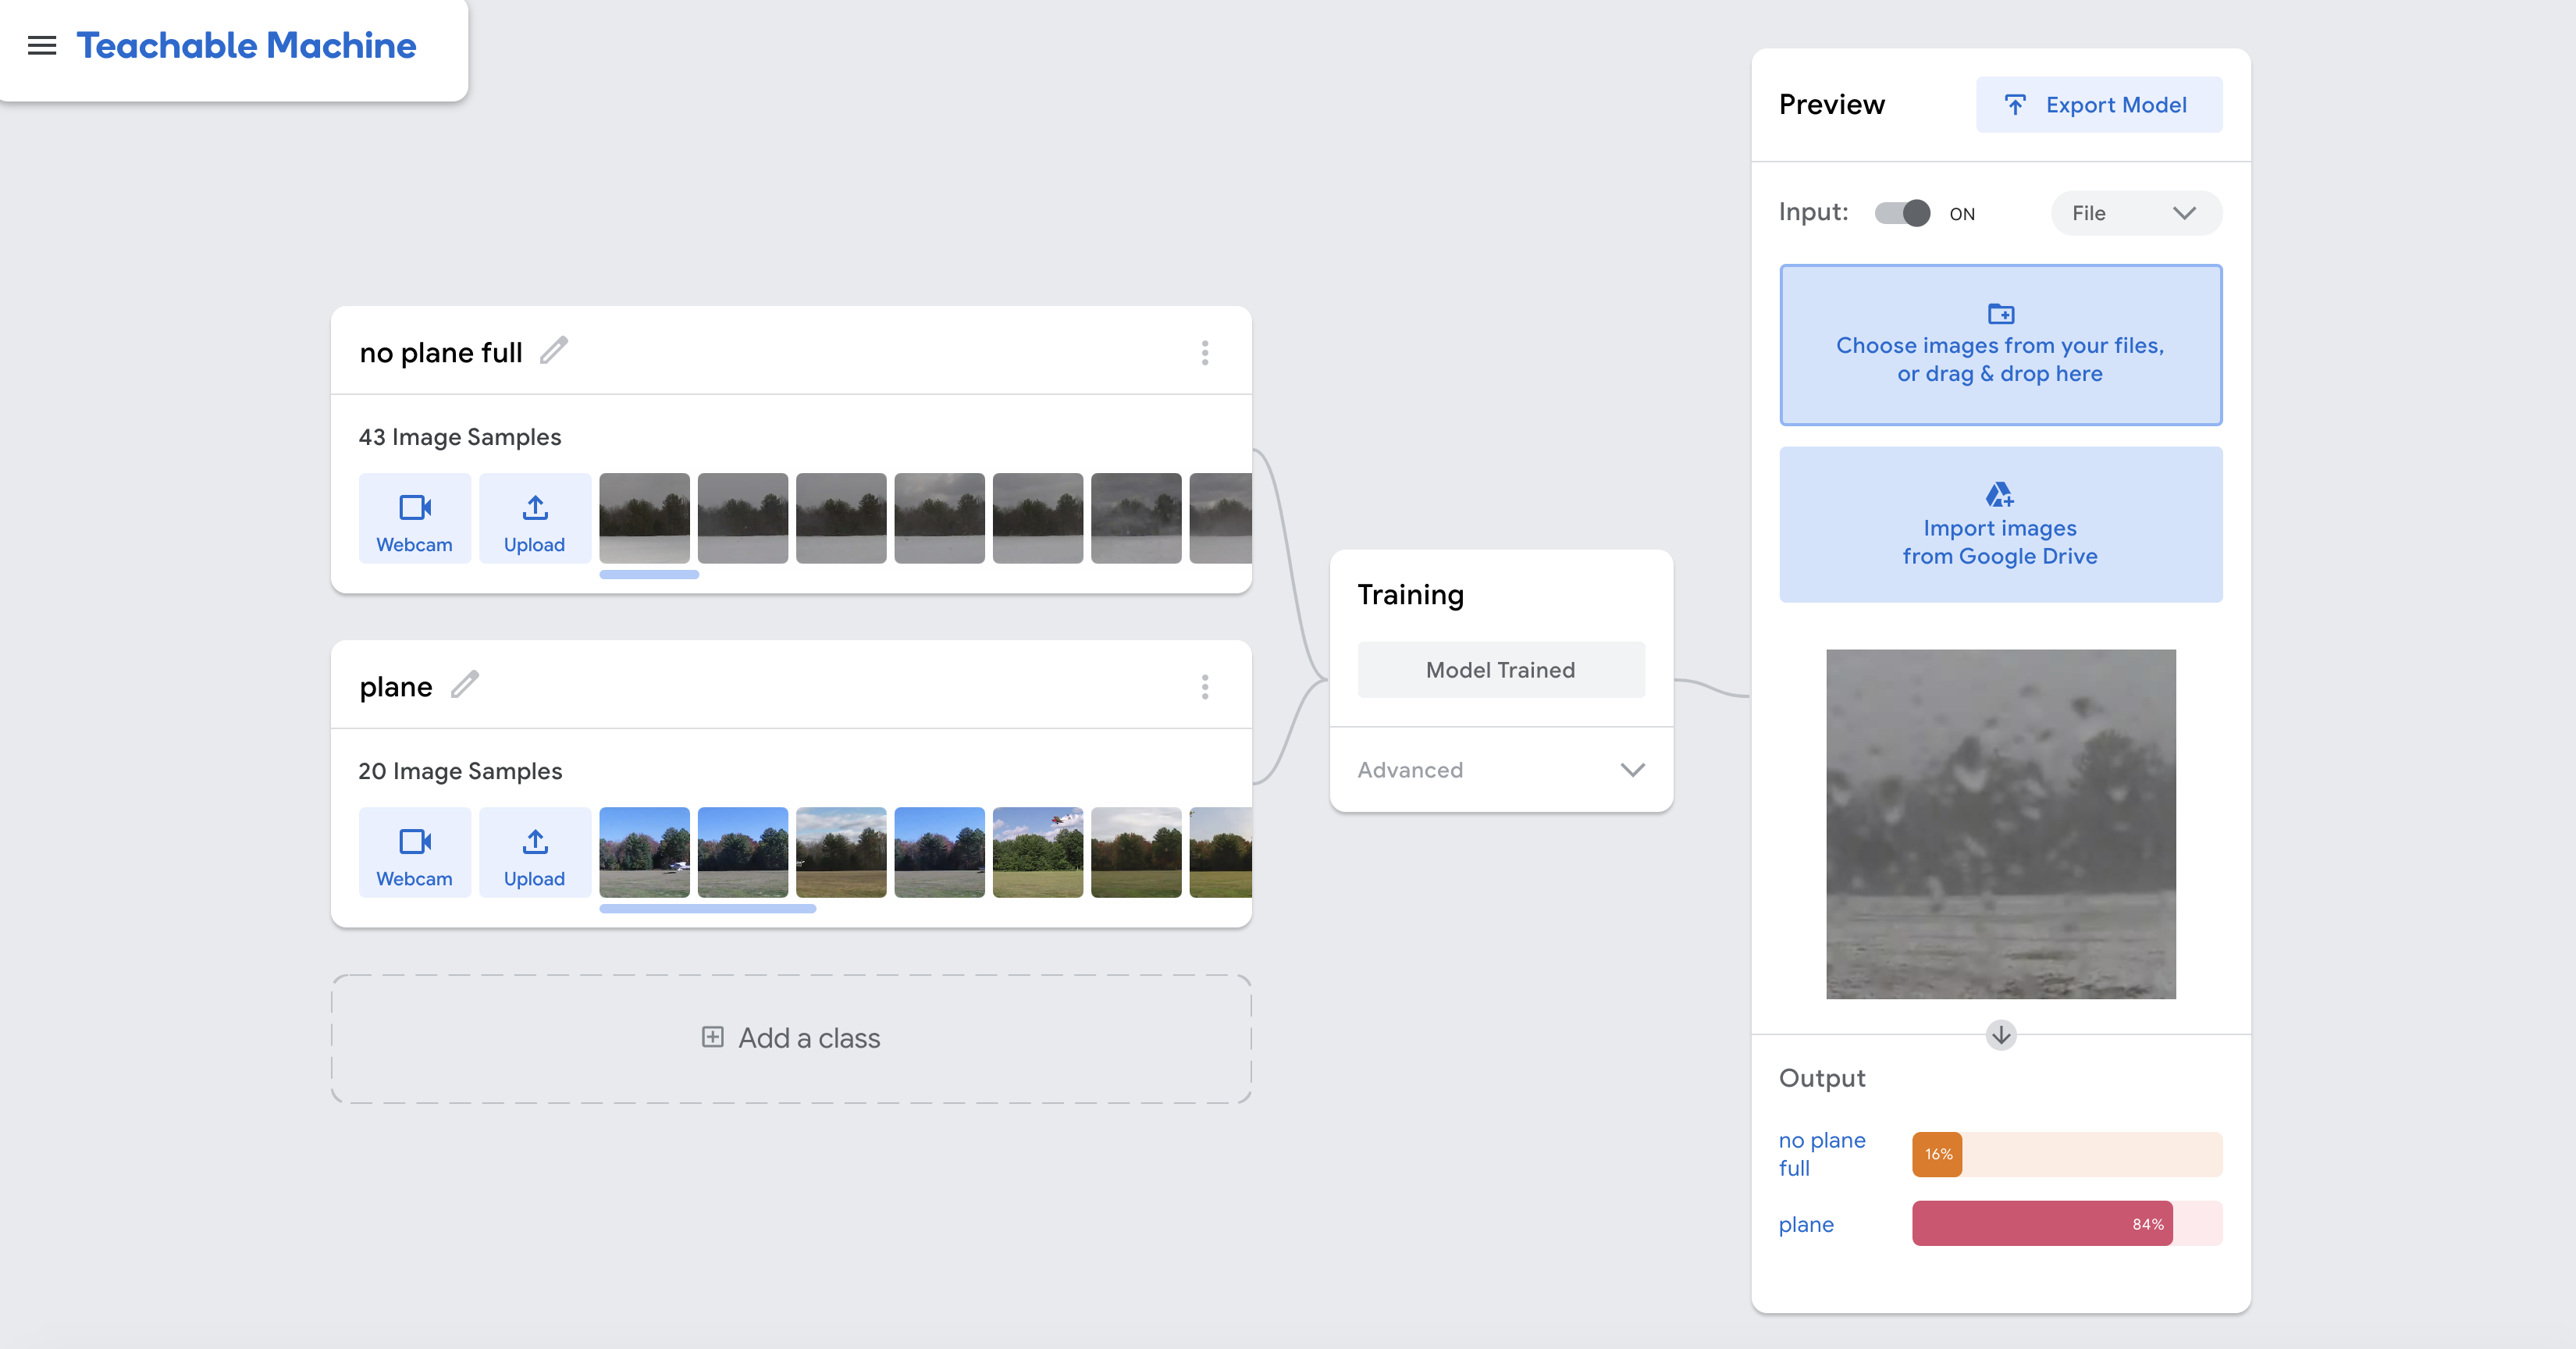 Teachable Machine
no plane full
43 Image Samples
Webcam
Upload
plane
20 Image Samples
Webcam
Upload
Add a class
Training
Model Trained
Advanced
Preview
Export Model
Input:
ON
File
Choose images from your files,
or drag & drop here
Import images
from Google Drive
Output
no plane
full
16%
plane
84%